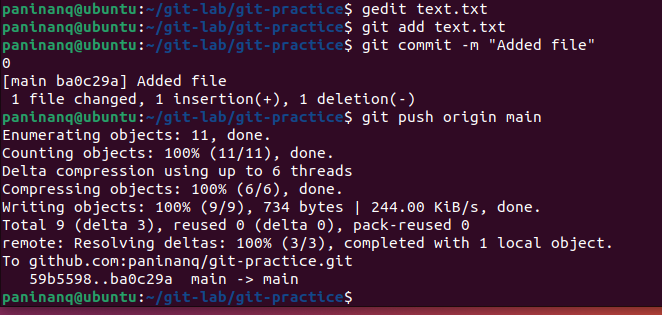 paninanq@ubuntu:~/git-lab/git-practice$ gedit text.txt
paninanq@ubuntu:~/git-lab/git-practice$ git add text.txt
paninanq@ubuntu:~/git-lab/git-practice$ git commit -m "Added file"
0
[main ba0c29a] Added file
 1 file changed, 1 insertion(+), 1 deletion(-)
paninanq@ubuntu:~/git-lab/git-practice$ git push origin main
Enumerating objects: 11, done.
Counting objects: 100% (11/11), done.
Delta compression using up to 6 threads
Compressing objects: 100% (6/6), done.
Writing objects: 100% (9/9), 734 bytes | 244.00 KiB/s, done.
Total 9 (delta 3), reused 0 (delta 0), pack-reused 0
remote: Resolving deltas: 100% (3/3), completed with 1 local object.
To github.com:paninanq/git-practice.git
   59b5598..ba0c29a  main -> main
paninanq@ubuntu:~/git-lab/git-practice$